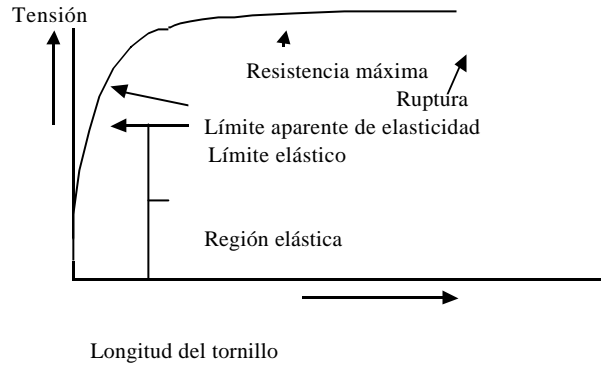 Tensión
Resistencia máxima
Ruptura
Límite aparente de elasticidad
Límite elástico
Región elástica
Longitud del tornillo